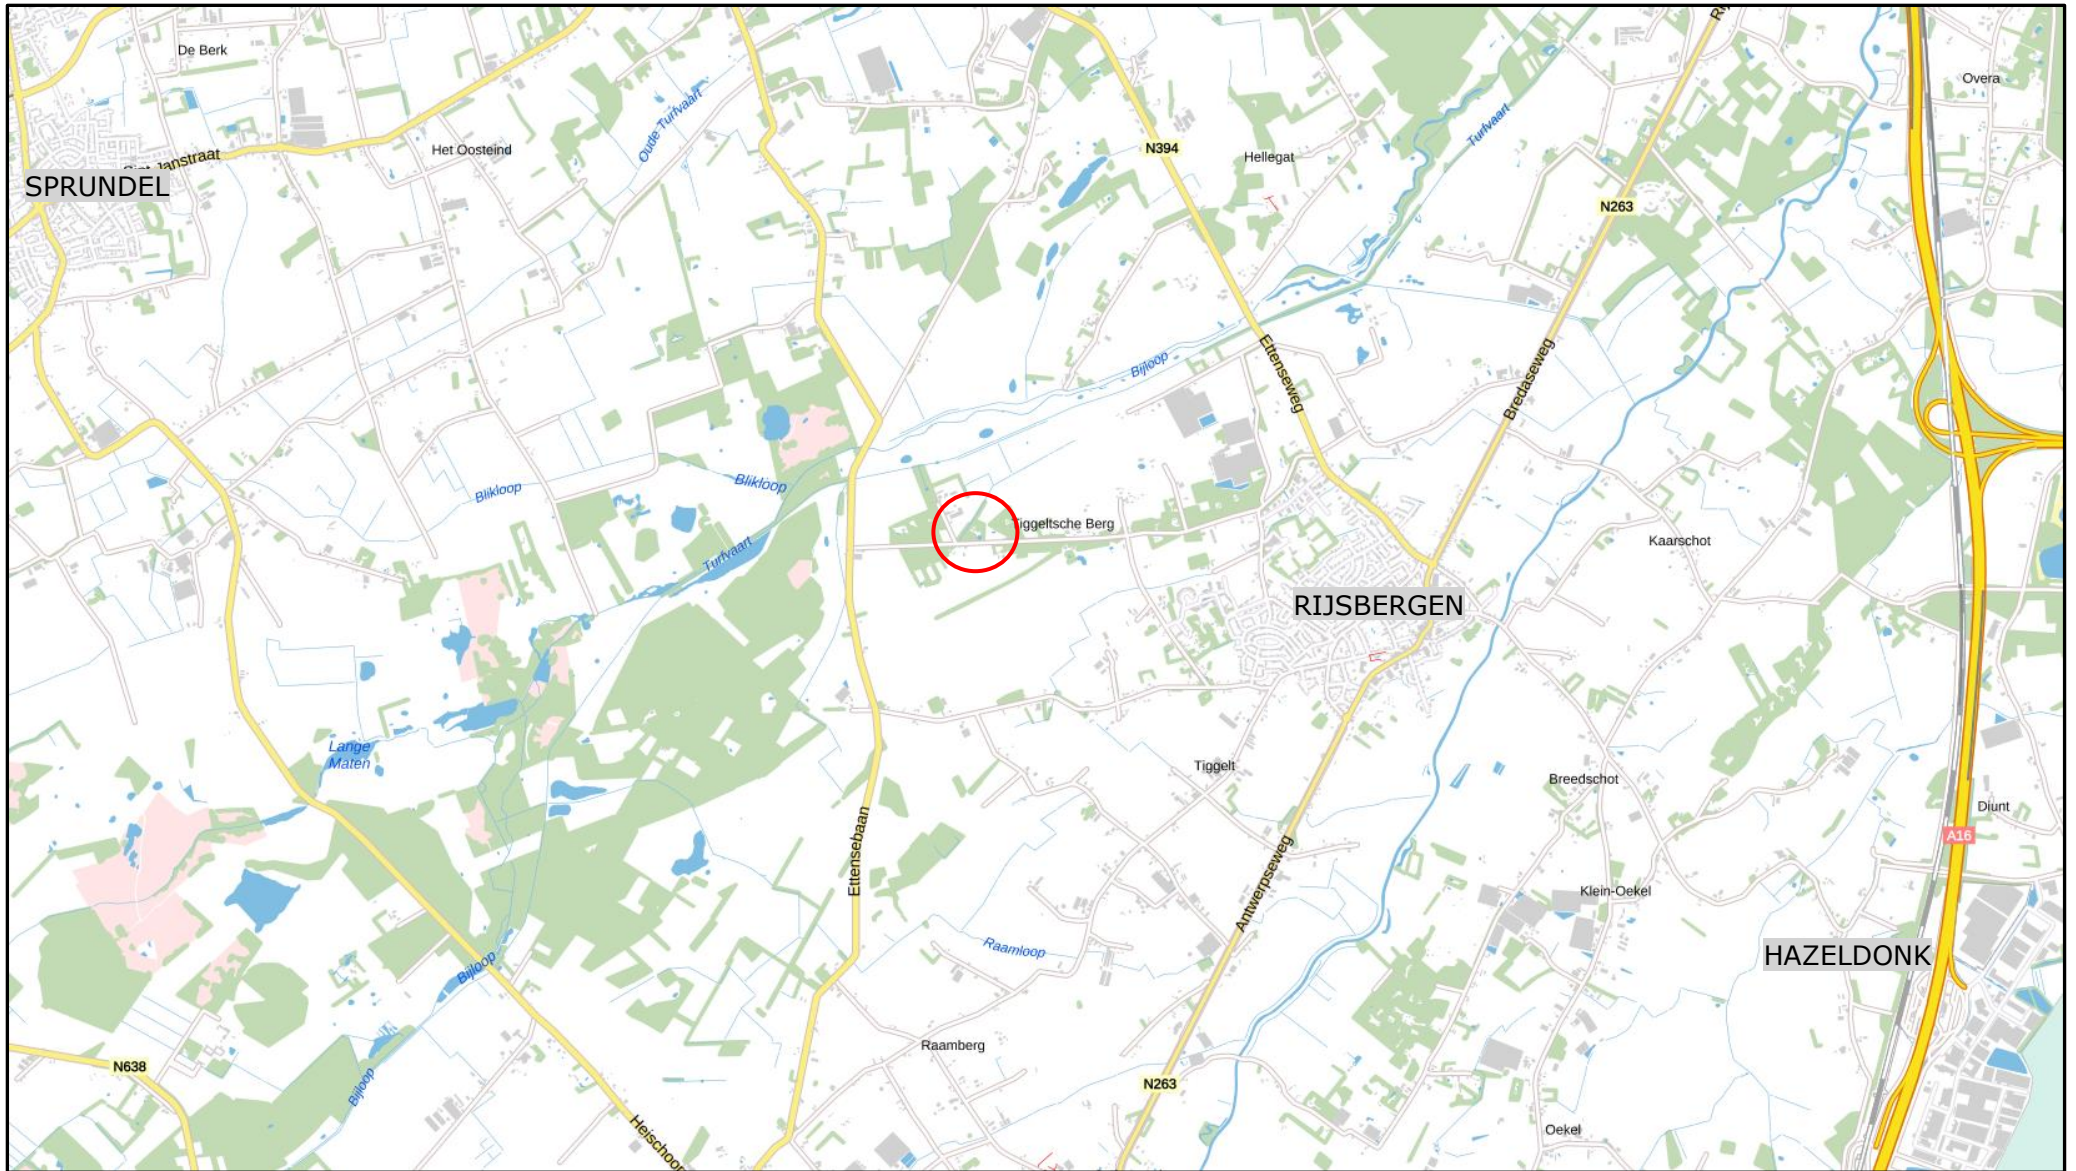 De Berk
Overa
Oude Turfvaart
Turfvaart
Het Oosteind
N394
Hellegat
Sint Janstraat
SPRUNDEL
N263
Ettenseweg
Bijloop
Bredaseweg
Blikloop
Blikloop
Tiggeltsche Berg
Kaarschot
Turfvaart
RIJSBERGEN
Lange
Maten
Tiggelt
Breedschot
Diunt
A16
Ettensebaan
Antwerpseweg
Klein-Oekel
Raamloop
HAZELDONK
Bijloop
Raamberg
N638
Bijloop
N263
Oekel